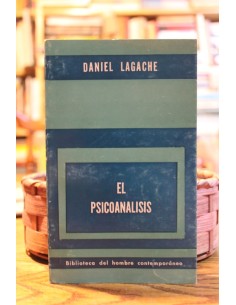 DANIEL LAGACHE
EL
PSICOANALISIS
Biblioteca del hombre contemporáneo